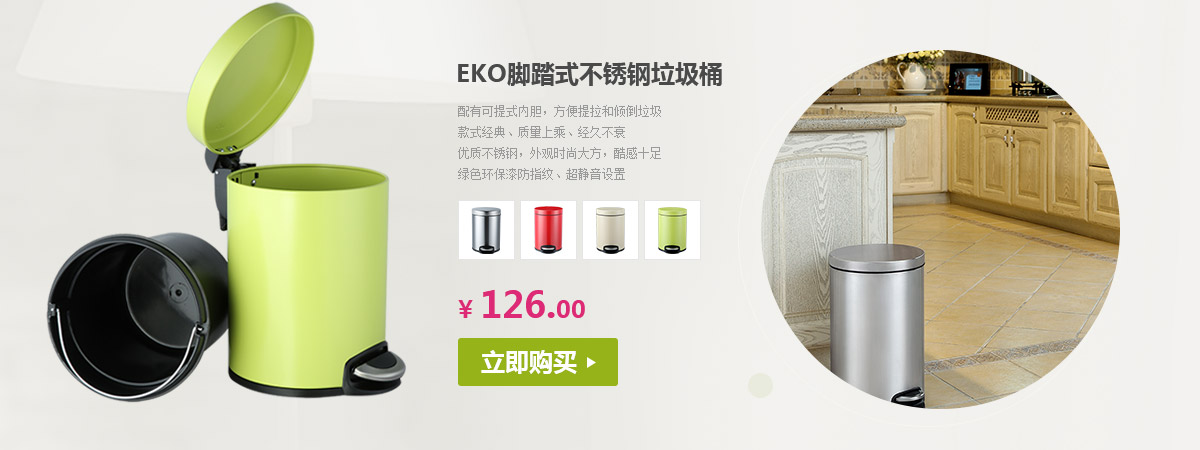 EKO脚踏式不锈钢垃圾桶
配有可提式内胆，方便提拉和倾倒垃圾
款式经典、质量上乘、经久不衰
优质不锈钢，外观时尚大方，酷感十足
绿色环保漆防指纹、超静音设置
¥ 126.00
立即购买